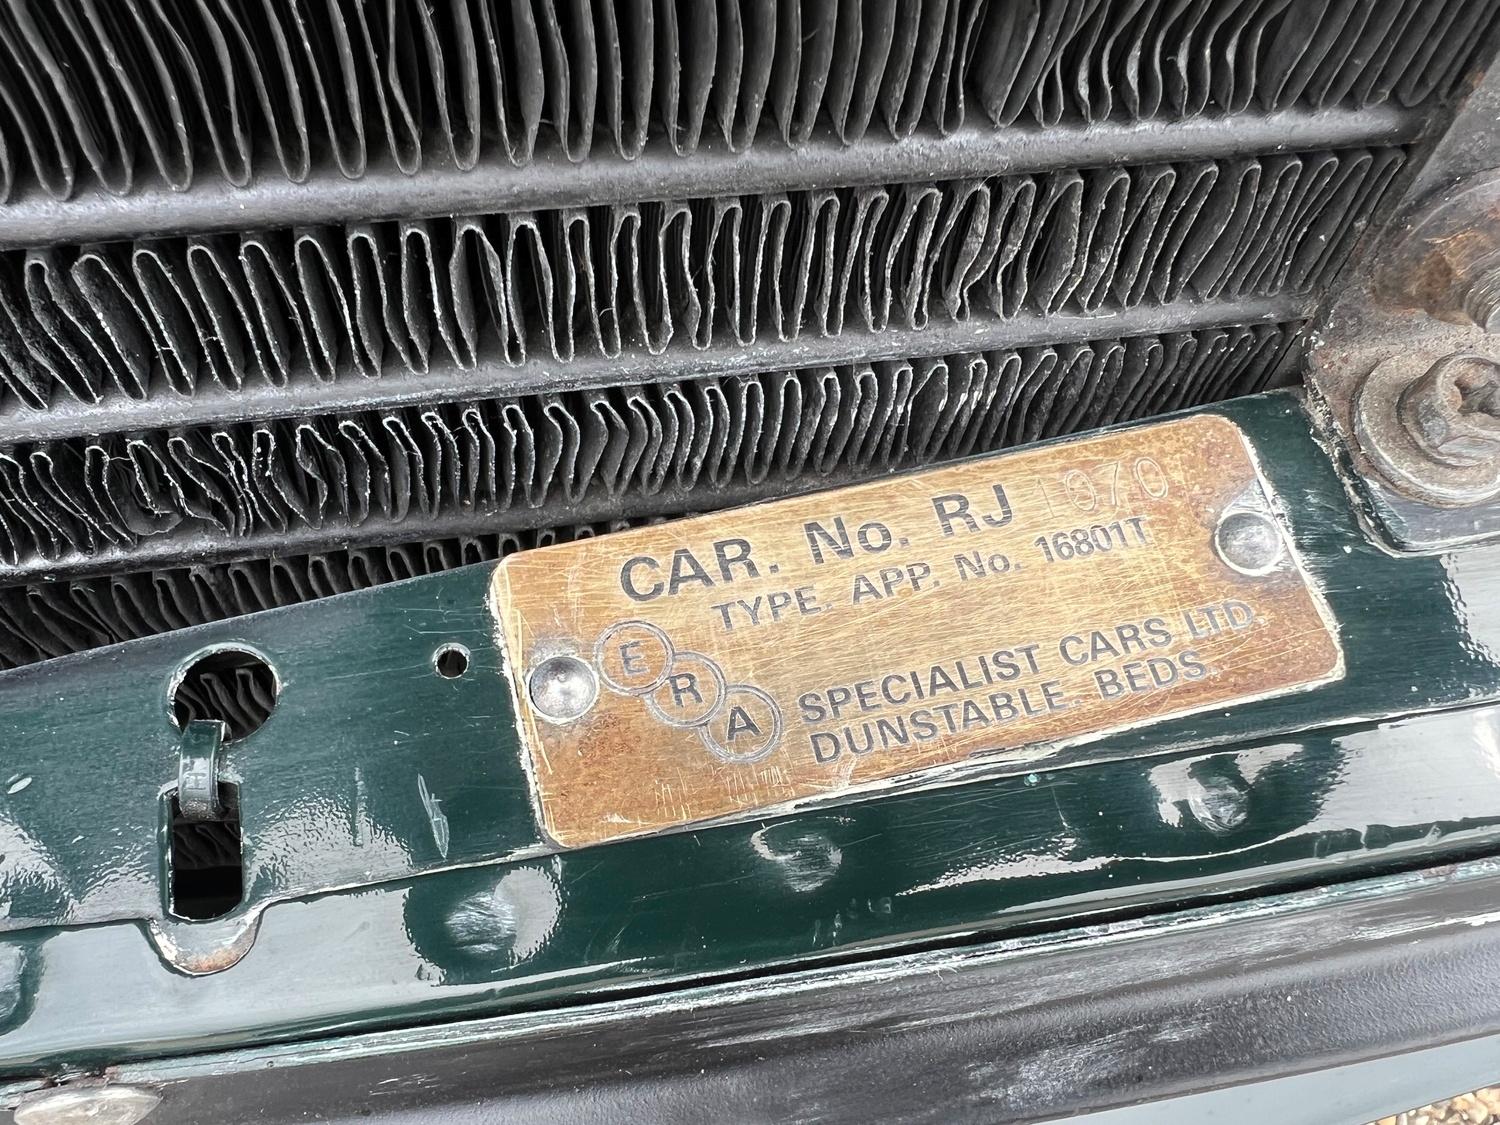 CAR. No. RJ 1070
TYPE. APP. No. 16801T
E R A
SPECIALIST CARS LTD.
DUNSTABLE. BEDS.